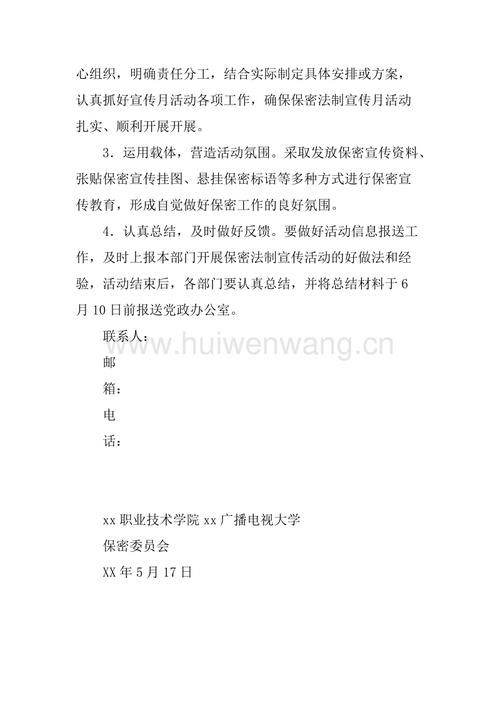 心组织，明确责任分工，结合实际制定具体安排或方案，
认真抓好宣传月活动各项工作，确保保密法制宣传月活动
扎实、顺利开展开展。
3．运用载体，营造活动氛围。采取发放保密宣传资料、
张贴保密宣传挂图、悬挂保密标语等多种方式进行保密宣
传教育，形成自觉做好保密工作的良好氛围。
4．认真总结，及时做好反馈。要做好活动信息报送工
作，及时上报本部门开展保密法制宣传活动的好做法和经
验，活动结束后，各部门要认真总结，并将总结材料于 6
月 10 日前报送党政办公室。
联系人：
www.huiwenwang.cn
邮
箱：
电
话：
xx 职业技术学院 xx 广播电视大学
保密委员会
XX 年 5 月 17 日